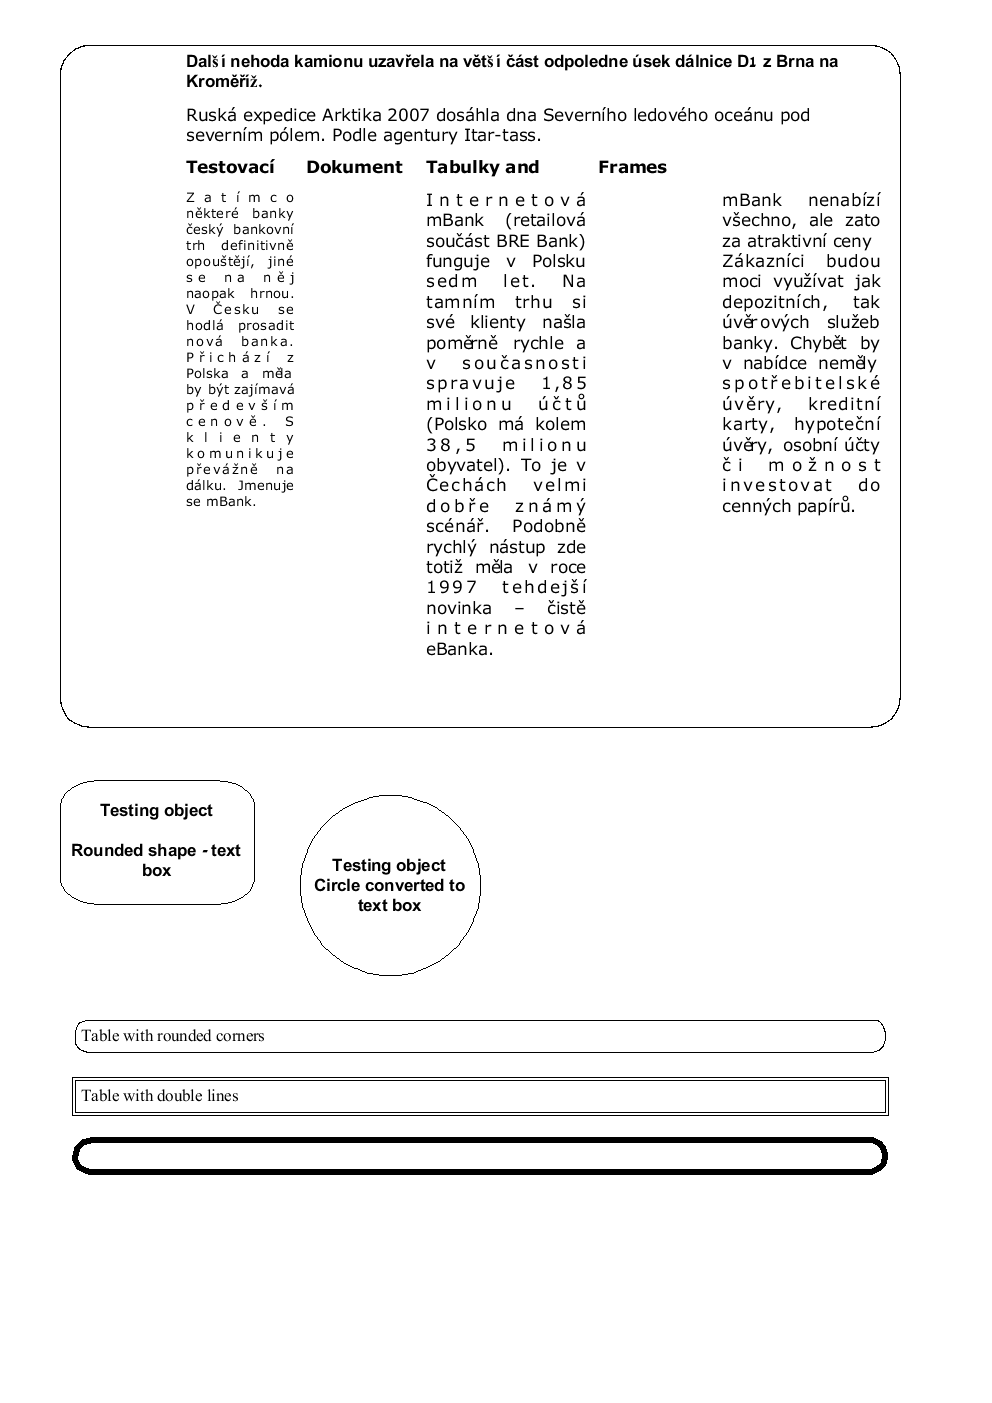 Další nehoda kamionu uzavřela na větší část odpoledne úsek dálnice D1 z Brna na
Kroměříž.
Ruská expedice Arktika 2007 dosáhla dna Severního ledového oceánu pod
severním pólem. Podle agentury Itar-tass.
Testovací Dokument Tabulky and Frames
Zatímco
některé banky
český bankovní
trh definitivně
opouštějí, jiné
se na něj
naopak hrnou.
V Česku se
hodlá prosadit
nová banka.
Přichází z
Polska a měla
by být zajímavá
především
cenově. S
klienty
komunikuje
převážně na
dálku. Jmenuje
se mBank.
Internetová
mBank (retailová
součást BRE Bank)
funguje v Polsku
sedm let. Na
tamním trhu si
své klienty našla
poměrně rychle a
v současnosti
spravuje 1,85
milionu účtů
(Polsko má kolem
38,5 milionu
obyvatel). To je v
Čechách velmi
dobře známý
scénář. Podobně
rychlý nástup zde
totiž měla v roce
1997 tehdejší
novinka – čistě
internetová
eBanka.
mBank nenabízí
všechno, ale zato
za atraktivní ceny
Zákazníci budou
moci využívat jak
depozitních, tak
úvěrových služeb
banky. Chybět by
v nabídce neměly
spotřebitelské
úvěry, kreditní
karty, hypoteční
úvěry, osobní účty
či možnost
investovat do
cenných papírů.
Testing object
Rounded shape - text
box
Testing object
Circle converted to
text box
Table with rounded corners
Table with double lines